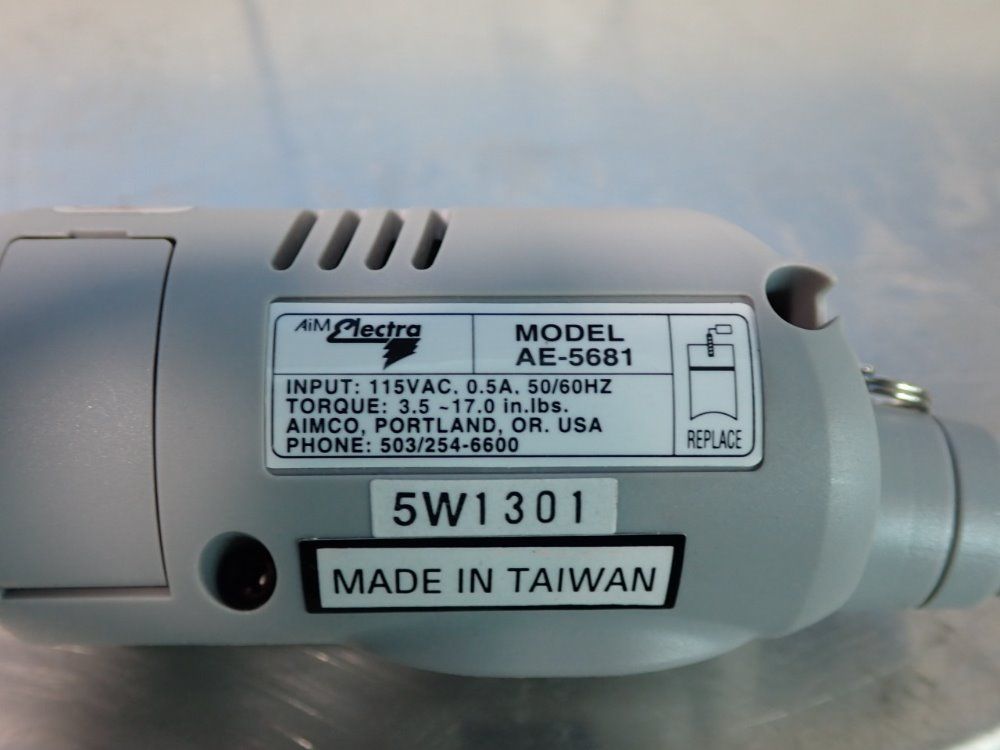 AiM Electra
MODEL
AE-5681
INPUT: 115VAC. 0.5A. 50/60HZ
TORQUE: 3.5 ~17.0 in.lbs.
AIMCO, PORTLAND, OR. USA
PHONE: 503/254-6600
REPLACE
5W1301
MADE IN TAIWAN